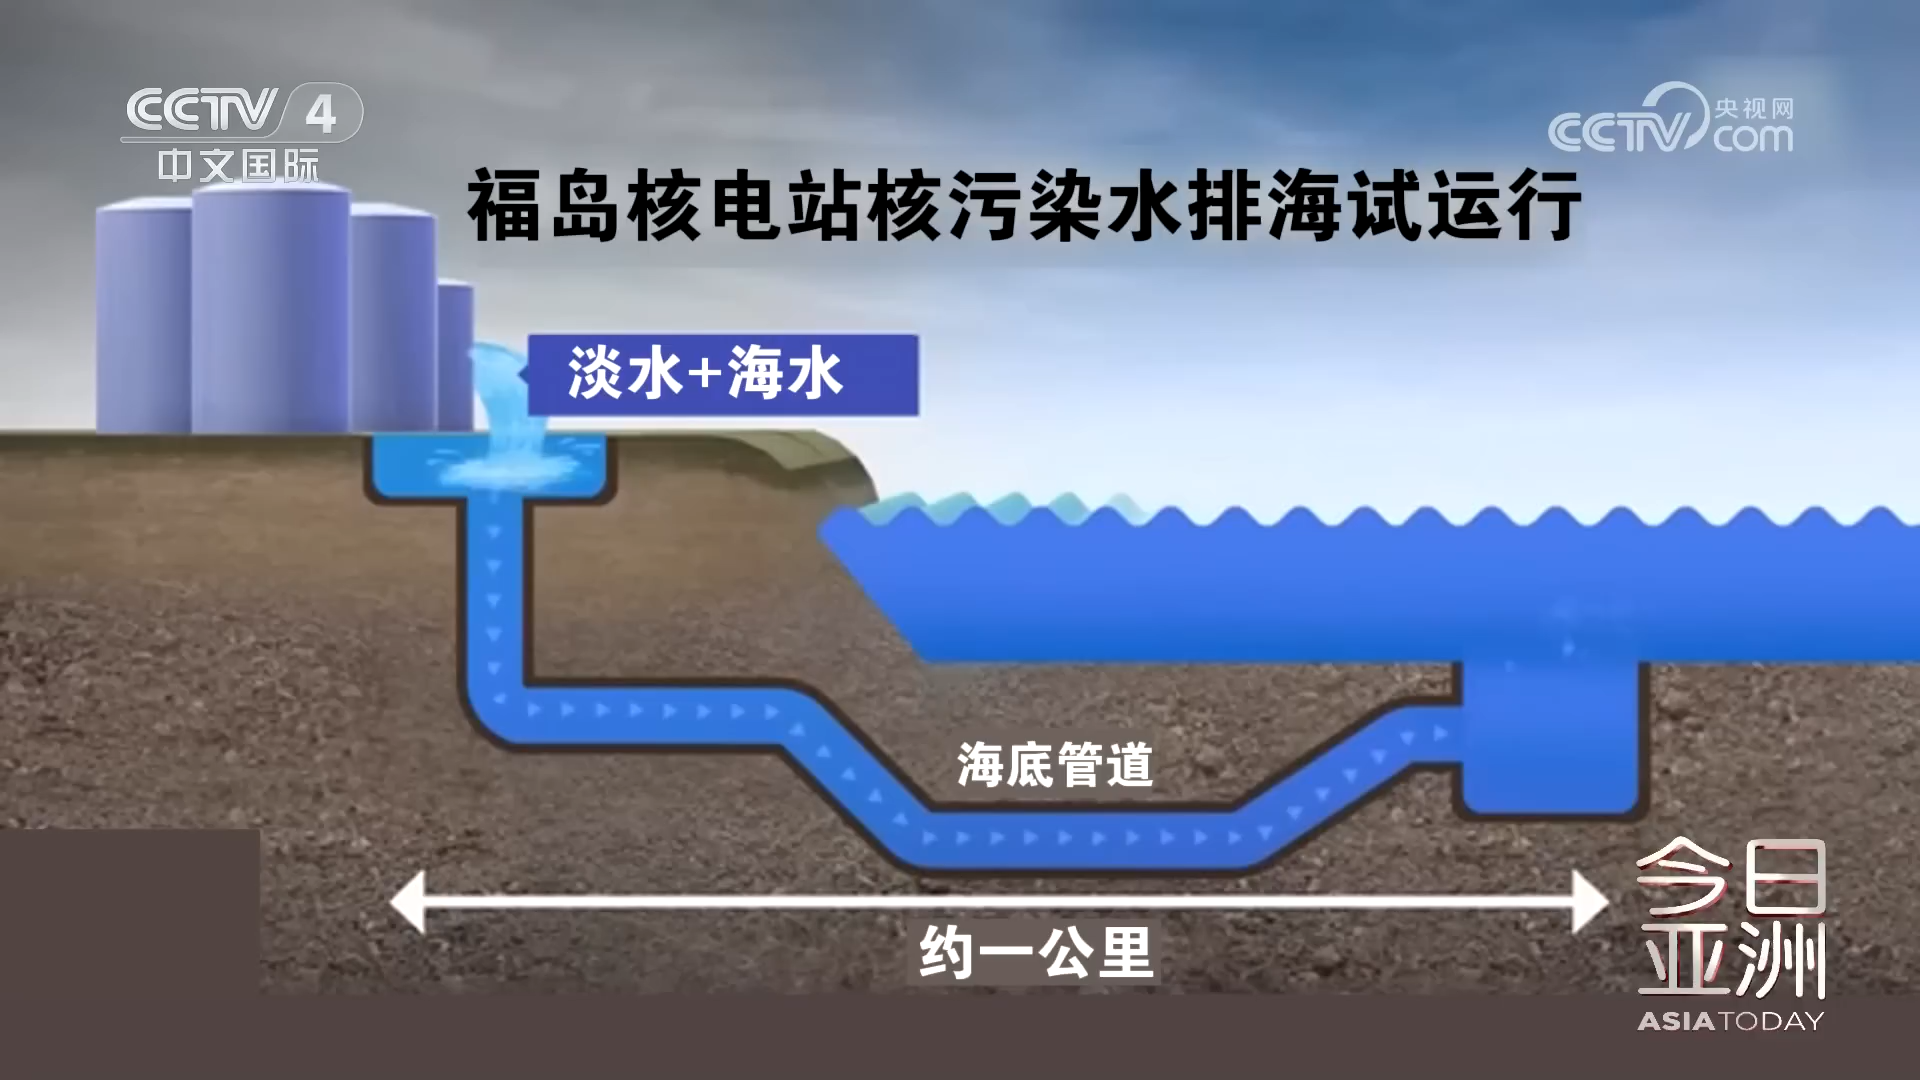 CCTV 4
中文国际
央视网
CCTV com
福岛核电站核污染水排海试运行
淡水+海水
海底管道
约一公里
今日
亚洲
ASIA TODAY